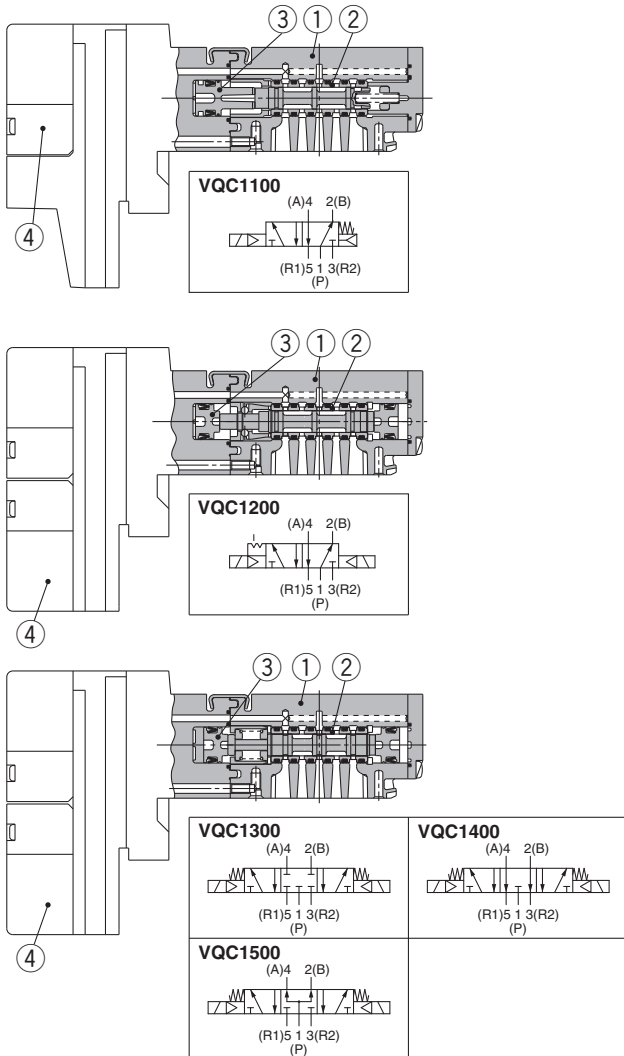 ③ ① ②
④
VQC1100
(A)4 2(B)
(R1)5 1 3(R2)
(P)
③ ① ②
VQC1200
(A)4 2(B)
(R1)5 1 3(R2)
(P)
④
③ ① ②
④
VQC1300
(A)4 2(B)
(R1)5 1 3(R2)
(P)
VQC1400
(A)4 2(B)
(R1)5 1 3(R2)
(P)
VQC1500
(A)4 2(B)
(R1)5 1 3(R2)
(P)